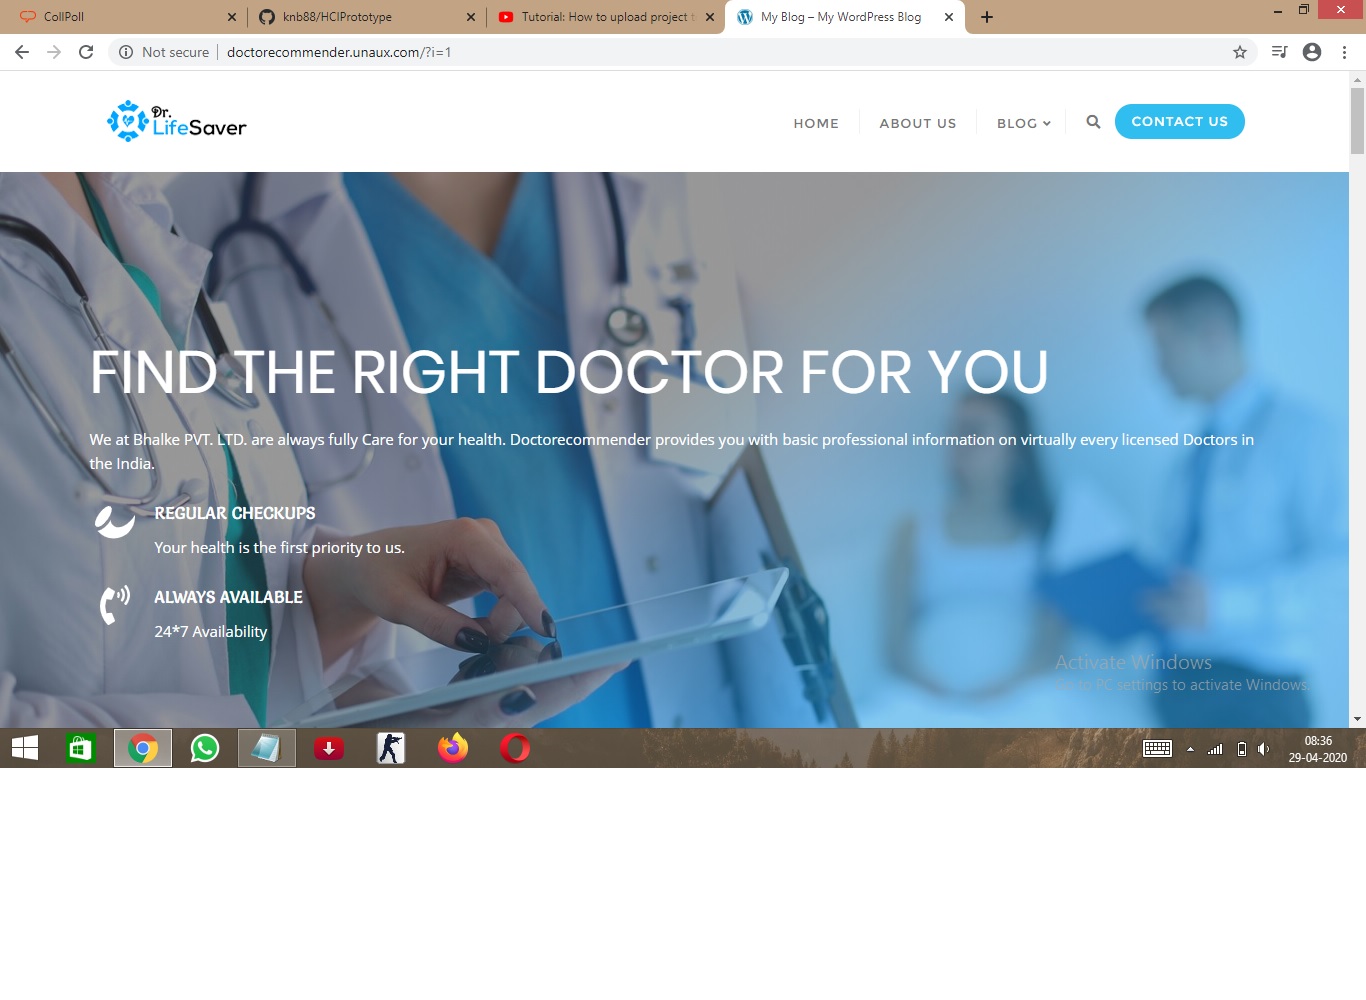 CollPoll
knb88/HCIPrototype
Tutorial: How to upload project t
My Blog – My WordPress Blog
Not secure
doctorecommender.unaux.com/?i=1
Dr.
LifeSaver
HOME
ABOUT US
BLOG
CONTACT US
FIND THE RIGHT DOCTOR FOR YOU
We at Bhalke PVT. LTD. are always fully Care for your health. Doctorecommender provides you with basic professional information on virtually every licensed Doctors in
the India.
REGULAR CHECKUPS
Your health is the first priority to us.
ALWAYS AVAILABLE
24*7 Availability
Activate Windows
Go to PC settings to activate Windows.
08:36
29-04-2020